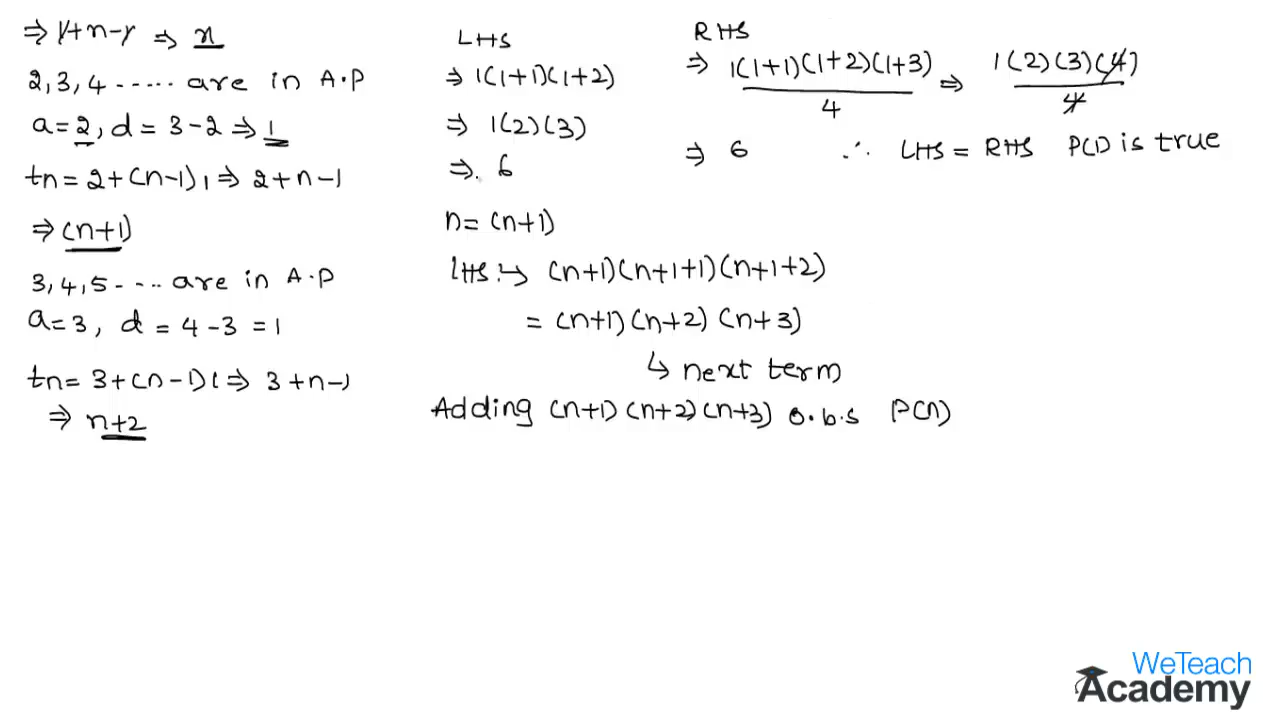 ⇒ 1+n-1 ⇒ n
2,3,4 ------ are in A.P
a=2, d = 3-2 ⇒ 1
tn = 2+(n-1)1 ⇒ 2+n-1
⇒ (n+1)
3,4,5 - --- are in A.P
a=3, d = 4-3 = 1
tn = 3+(n-1)1 ⇒ 3+n-1
⇒ n+2
LHS
⇒ 1(1+1)(1+2)
⇒ 1(2)(3)
⇒ 6
RHS
⇒ 1(1+1)(1+2)(1+3)/4 ⇒ 1(2)(3)(4)/4
⇒ 6 ∴ LHS = RHS P(1) is true
n = (n+1)
LHS ↪ (n+1)(n+1+1)(n+1+2)
= (n+1)(n+2)(n+3)
↳ next term
Adding (n+1)(n+2)(n+3) o.b.s P(n)
WeTeach
Academy